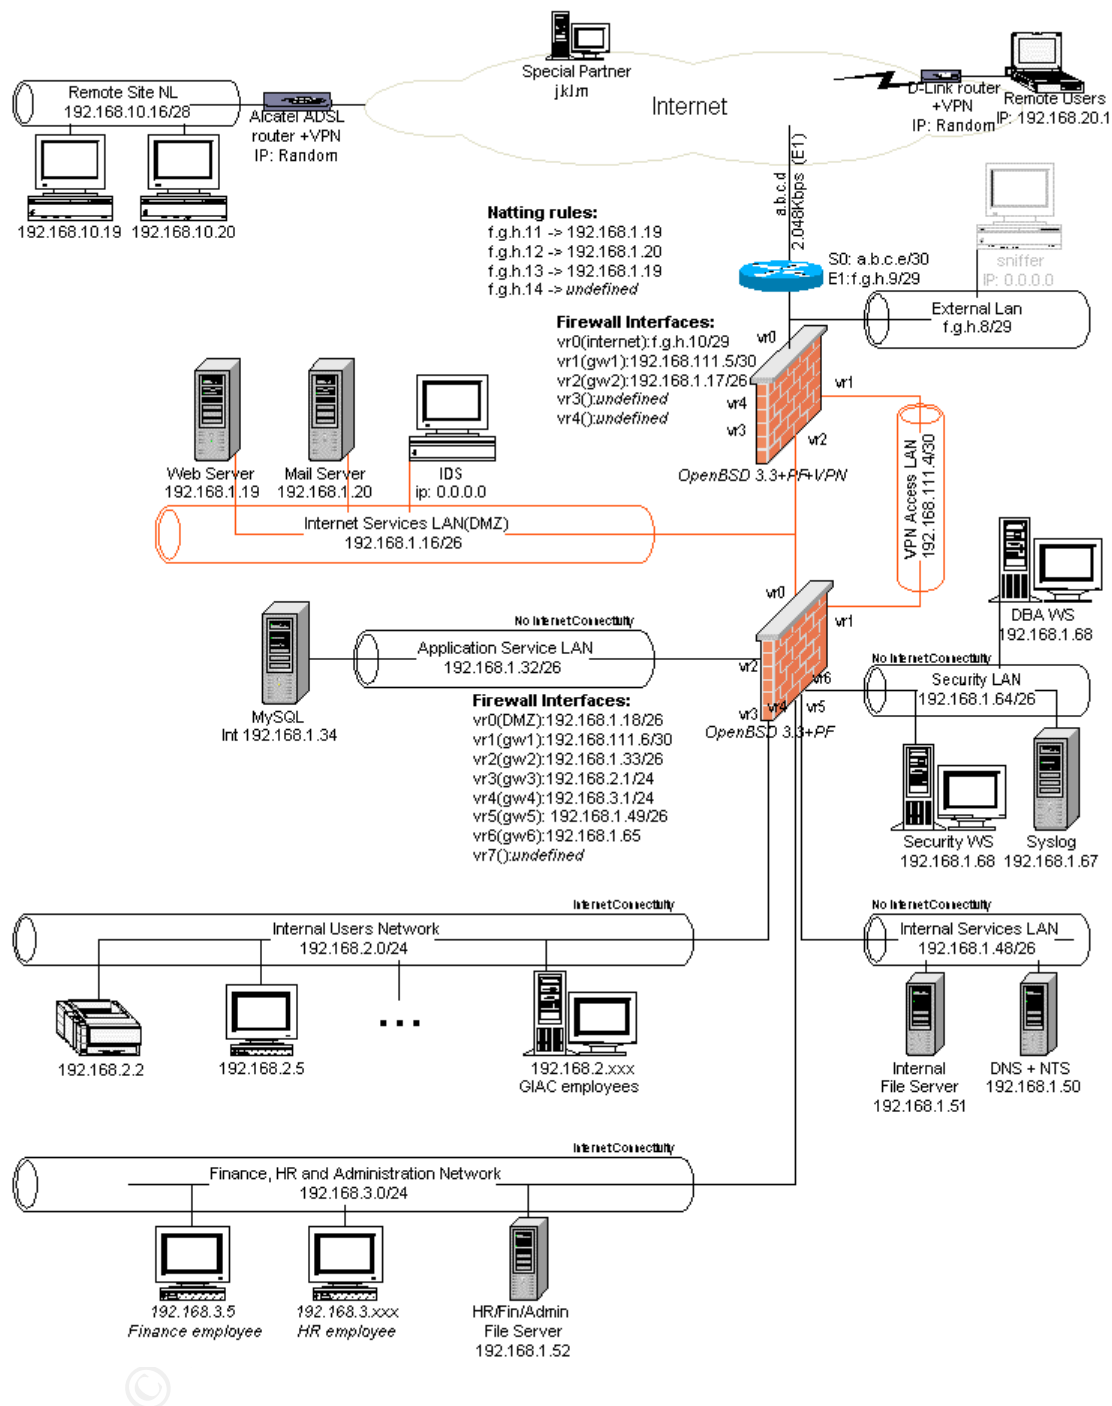 Special Partner
j.k.l.m
Internet
Remote Site NL
192.168.10.16/28
Alcatel ADSL
router +VPN
IP: Random
192.168.10.19
192.168.10.20
D-Link router
+VPN
IP: Random
Remote Users
IP: 192.168.20.1
a.b.c.d
2.048Kbps (E1)
sniffer
IP: 0.0.0.0
Natting rules:
f.g.h.11 -> 192.168.1.19
f.g.h.12 -> 192.168.1.20
f.g.h.13 -> 192.168.1.19
f.g.h.14 -> undefined
S0: a.b.c.e/30
E1:f.g.h.9/29
External Lan
f.g.h.8/29
Firewall Interfaces:
vr0(internet):f.g.h.10/29
vr1(gw1):192.168.111.5/30
vr2(gw2):192.168.1.17/26
vr3():undefined
vr4():undefined
vr0
vr1
vr4
vr3
vr2
OpenBSD 3.3+PF+VPN
VPN Access LAN
192.168.111.4/30
Web Server
192.168.1.19
Mail Server
192.168.1.20
IDS
ip: 0.0.0.0
Internet Services LAN(DMZ)
192.168.1.16/26
DBA WS
192.168.1.68
vr0
vr1
vr2
vr6
vr3
vr4
vr5
OpenBSD 3.3+PF
No Internet Connectivity
Application Service LAN
192.168.1.32/26
MySQL
Int 192.168.1.34
Firewall Interfaces:
vr0(DMZ):192.168.1.18/26
vr1(gw1):192.168.111.6/30
vr2(gw2):192.168.1.33/26
vr3(gw3):192.168.2.1/24
vr4(gw4):192.168.3.1/24
vr5(gw5): 192.168.1.49/26
vr6(gw6):192.168.1.65
vr7():undefined
No Internet Connectivity
Security LAN
192.168.1.64/26
Security WS
192.168.1.68
Syslog
192.168.1.67
Internet Connectivity
Internal Users Network
192.168.2.0/24
192.168.2.2
192.168.2.5
...
192.168.2.xxx
GIAC employees
No Internet Connectivity
Internal Services LAN
192.168.1.48/26
Internal
File Server
192.168.1.51
DNS + NTS
192.168.1.50
Internet Connectivity
Finance, HR and Administration Network
192.168.3.0/24
192.168.3.5
Finance employee
192.168.3.xxx
HR employee
HR/Fin/Admin
File Server
192.168.1.52
©